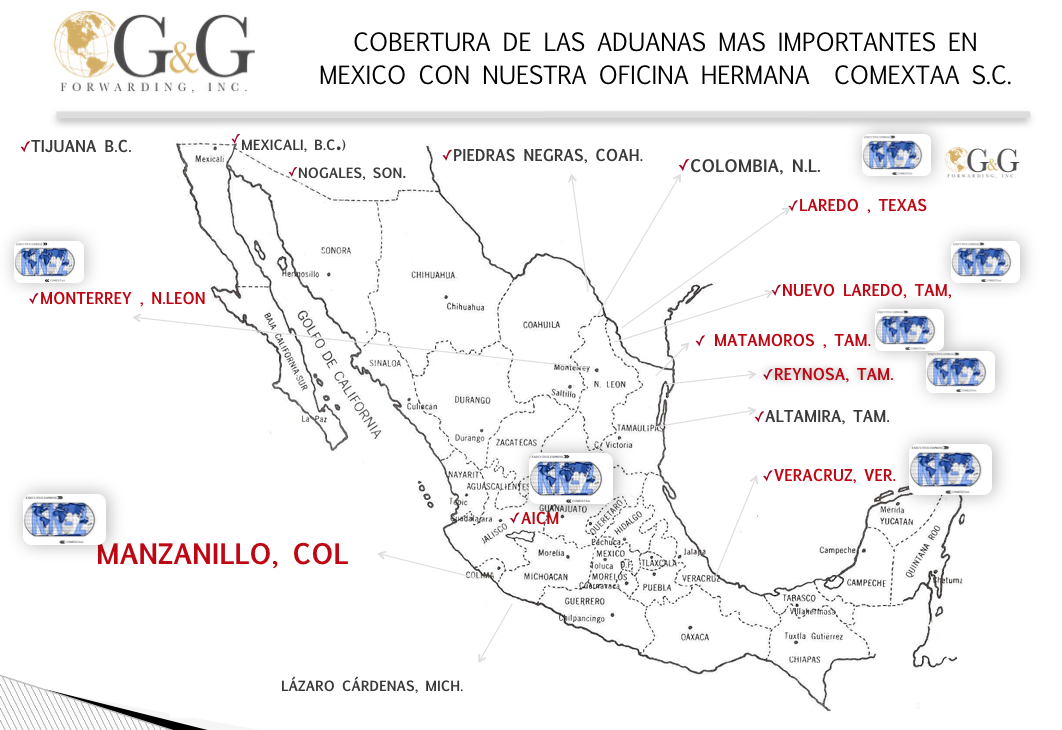 G&G
FORWARDING, INC.
COBERTURA DE LAS ADUANAS MAS IMPORTANTES EN
MEXICO CON NUESTRA OFICINA HERMANA COMEXTAA S.C.
✓TIJUANA B.C.
✓MEXICALI, B.C.)
✓NOGALES, SON.
✓PIEDRAS NEGRAS, COAH.
✓COLOMBIA, N.L.
G&G
FORWARDING, INC.
✓LAREDO , TEXAS
✓MONTERREY , N.LEON
✓NUEVO LAREDO, TAM,
✓ MATAMOROS , TAM.
✓REYNOSA, TAM.
✓ALTAMIRA, TAM.
✓VERACRUZ, VER.
✓AICM
MANZANILLO, COL
LÁZARO CÁRDENAS, MICH.
Mexicali
SONORA
Hermosillo
CHIHUAHUA
Chihuahua
COAHUILA
BAJA CALIFORNIA SUR
GOLFO DE CALIFORNIA
SINALOA
Culiacán
La Paz
DURANGO
Durango
Monterrey
N. LEON
Saltillo
ZACATECAS
TAMAULIPAS
C. Victoria
NAYARIT
AGUASCALIENTES
Tepic
Guadalajara
JALISCO
GUANAJUATO
QUERETARO
HIDALGO
Pachuca
Morelia
MEXICO
Toluca
D.F.
TLAXCALA
Jalapa
COLIMA
MICHOACAN
MORELOS
Cuernavaca
PUEBLA
VERACRUZ
GUERRERO
Chilpancingo
OAXACA
TABASCO
Villahermosa
Tuxtla Gutiérrez
CHIAPAS
Campeche
CAMPECHE
Mérida
YUCATAN
QUINTANA ROO